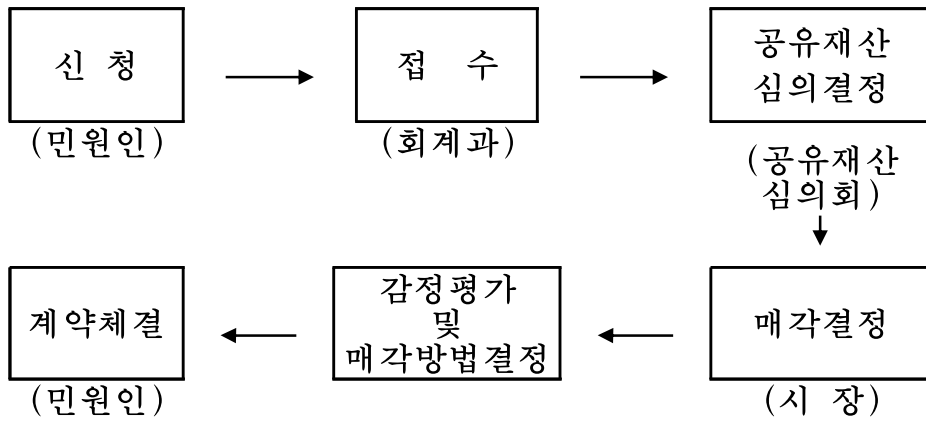 신 청
(민원인)
접 수
(회계과)
공유재산
심의결정
(공유재산
심의회)
매각결정
(시 장)
감정평가
및
매각방법결정
계약체결
(민원인)